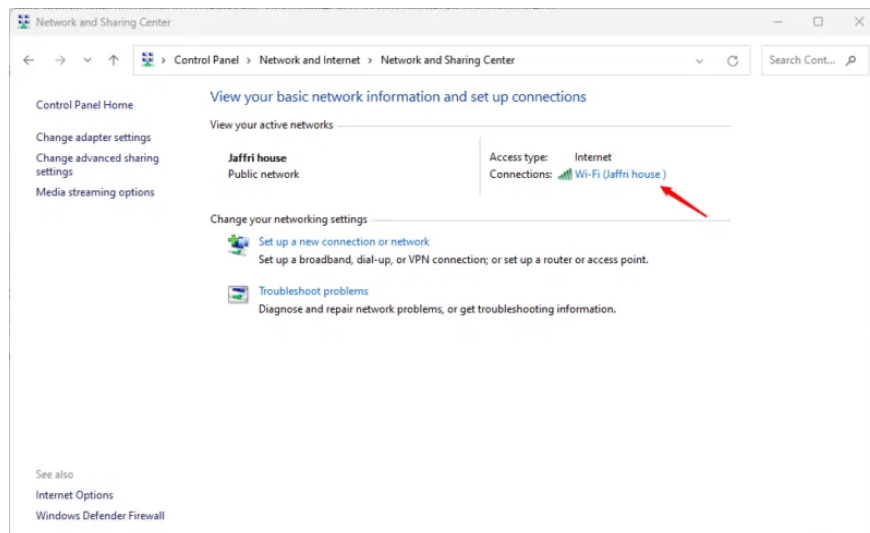 Network and Sharing Center
Control Panel > Network and Internet > Network and Sharing Center
Search Cont...
Control Panel Home
Change adapter settings
Change advanced sharing
settings
Media streaming options
View your basic network information and set up connections
View your active networks
Jaffri house
Public network
Access type: Internet
Connections: Wi-Fi (Jaffri house )
Change your networking settings
Set up a new connection or network
Set up a broadband, dial-up, or VPN connection; or set up a router or access point.
Troubleshoot problems
Diagnose and repair network problems, or get troubleshooting information.
See also
Internet Options
Windows Defender Firewall